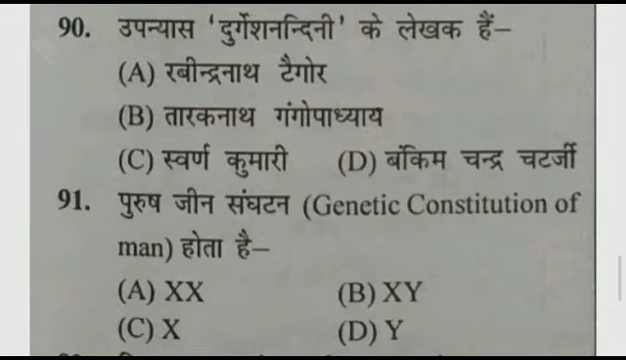 90. उपन्यास 'दुर्गेशनन्दिनी' के लेखक हैं–
(A) रबीन्द्रनाथ टैगोर
(B) तारकनाथ गंगोपाध्याय
(C) स्वर्ण कुमारी (D) बंकिम चन्द्र चटर्जी
91. पुरुष जीन संघटन (Genetic Constitution of
man) होता है–
(A) XX (B) XY
(C) X (D) Y